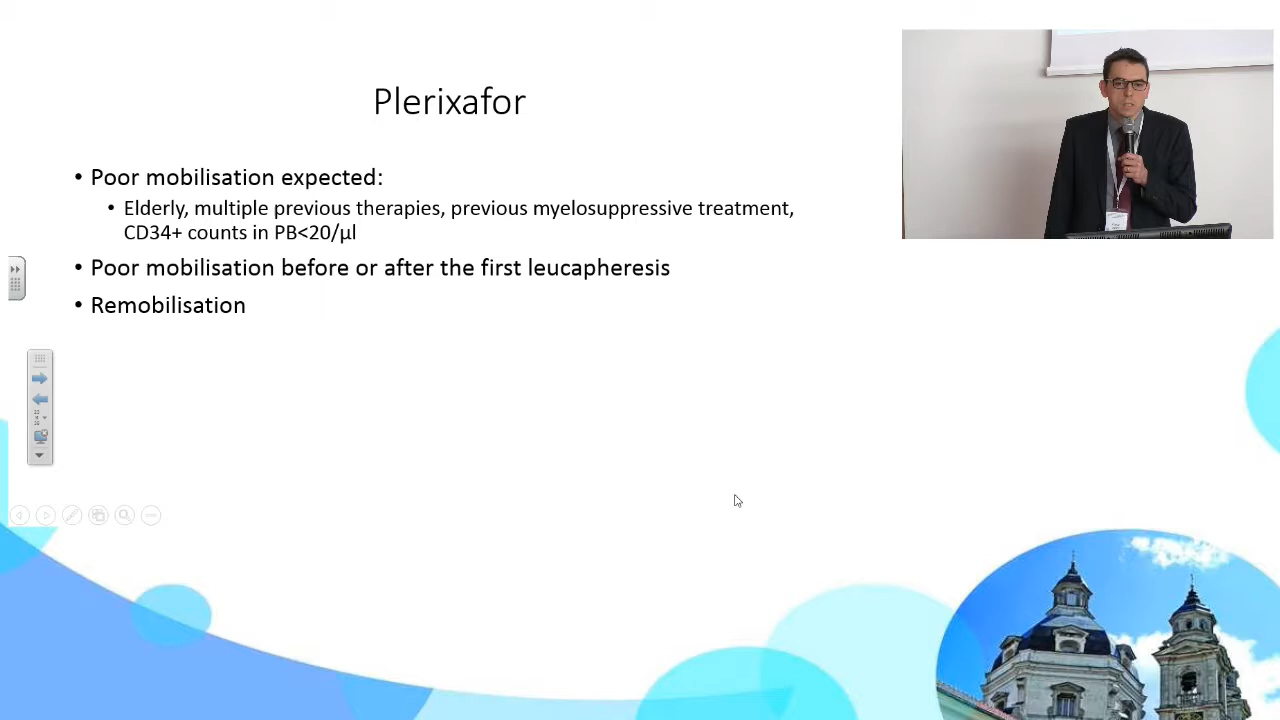 Plerixafor
• Poor mobilisation expected:
• Elderly, multiple previous therapies, previous myelosuppressive treatment,
CD34+ counts in PB<20/µl
• Poor mobilisation before or after the first leucapheresis
• Remobilisation